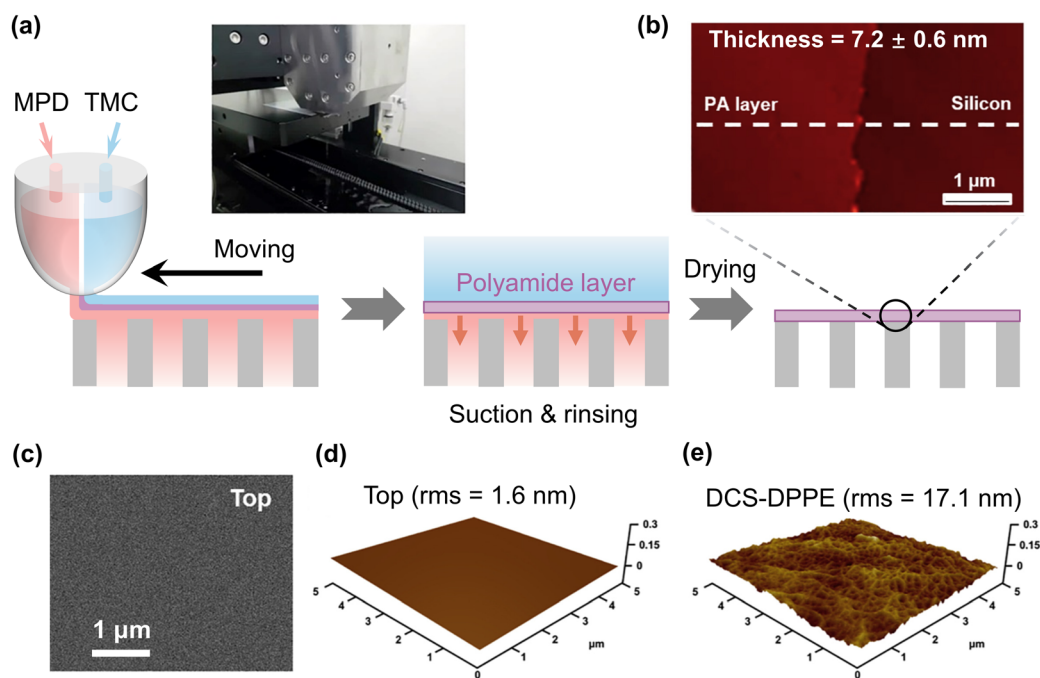 (a)
MPD
TMC
Moving
Polyamide layer
Suction & rinsing
Drying
(b)
Thickness = 7.2 ± 0.6 nm
PA layer
Silicon
1 μm
(c)
Top
1 μm
(d)
Top (rms = 1.6 nm)
0.3
0.15
0
5
4
3
2
1
0
μm
1
2
3
4
5
(e)
DCS-DPPE (rms = 17.1 nm)
0.3
0.15
0
5
4
3
2
1
0
μm
1
2
3
4
5